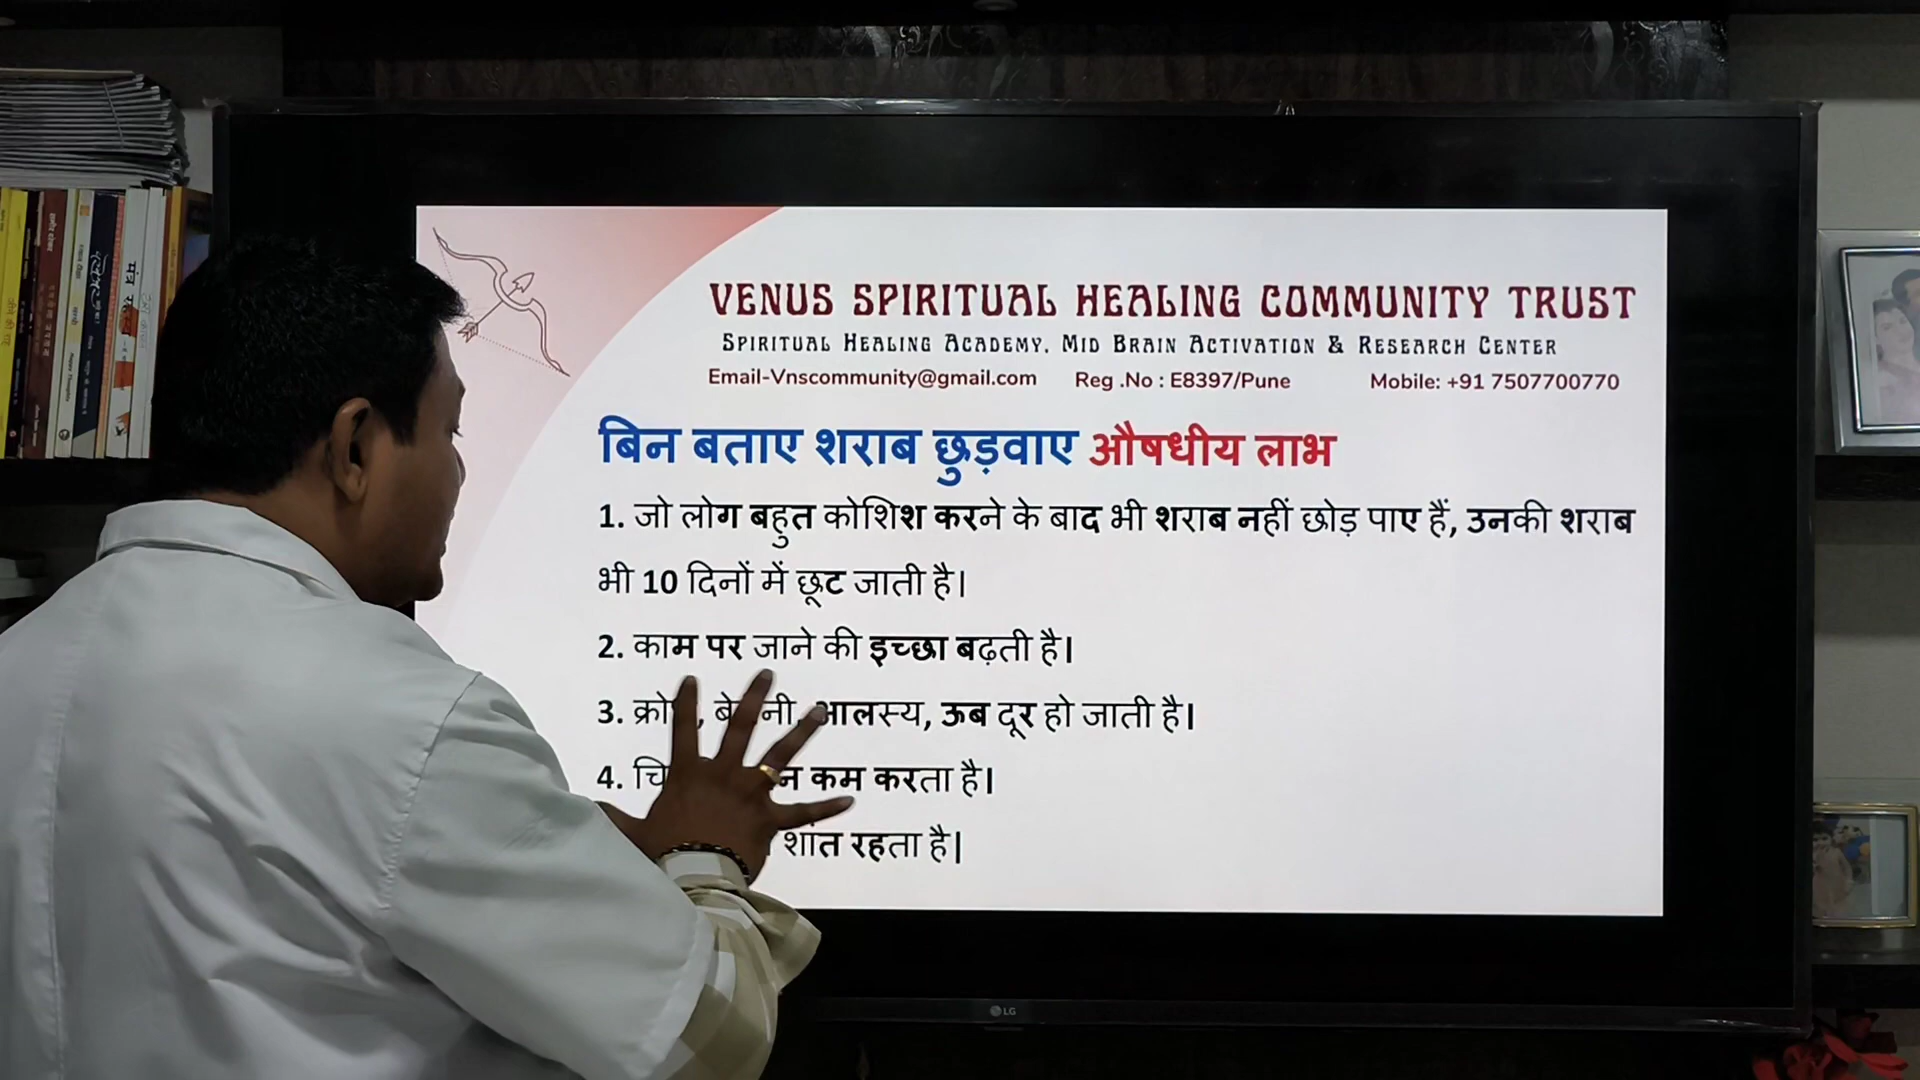 VENUS SPIRITUAL HEALING COMMUNITY TRUST
SPIRITUAL HEALING ACADEMY, MID BRAIN ACTIVATION & RESEARCH CENTER
Email-Vnscommunity@gmail.com Reg .No : E8397/Pune Mobile: +91 7507700770
बिन बताए शराब छुड़वाए औषधीय लाभ
1. जो लोग बहुत कोशिश करने के बाद भी शराब नहीं छोड़ पाए हैं, उनकी शराब
भी 10 दिनों में छूट जाती है।
2. काम पर जाने की इच्छा बढ़ती है।
3. आलस्य, ऊब दूर हो जाती है।
4. कम करता है।
शांत रहता है।
LG